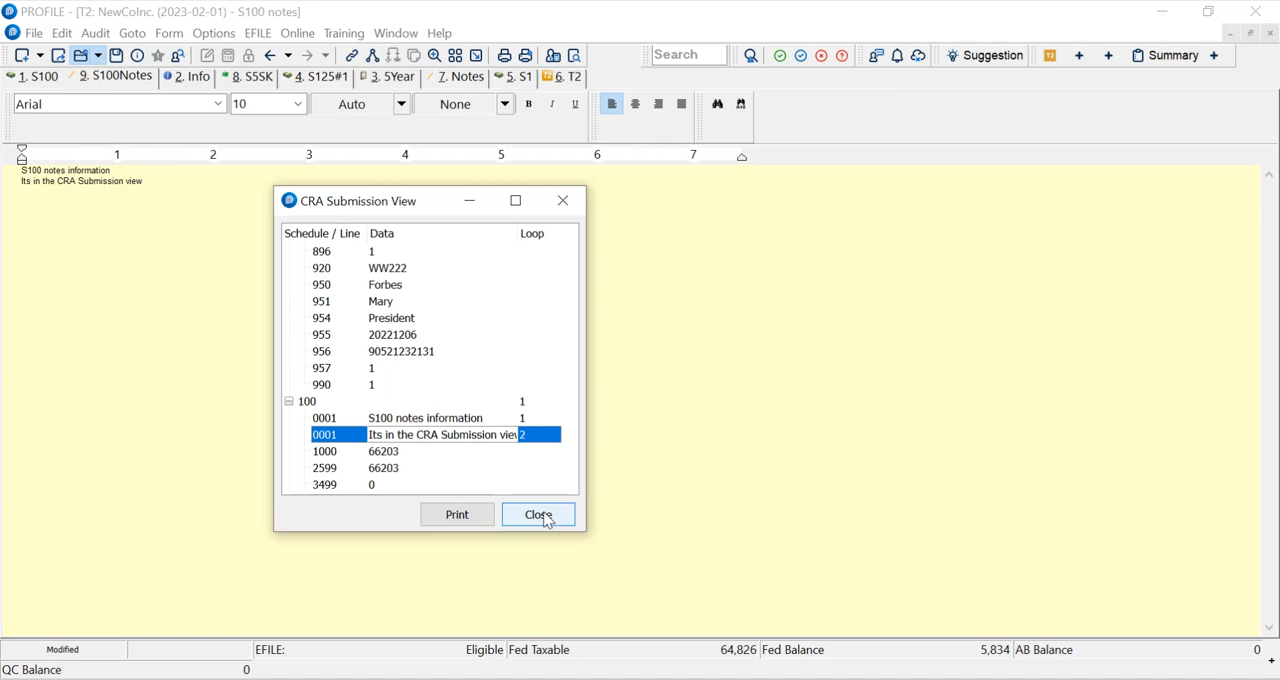 PROFILE - [T2: NewCoInc. (2023-02-01) - S100 notes]
File Edit Audit Goto Form Options EFILE Online Training Window Help
Search Suggestion T2 Summary
1. S100 9. S100Notes 2. Info 8. S5SK 4. S125#1 3. 5Year 7. Notes 5. S1 T2 6. T2
Arial 10 Auto None B I U
1 2 3 4 5 6 7
S100 notes information
Its in the CRA Submission view
CRA Submission View
Schedule / Line Data Loop
896 1
920 WW222
950 Forbes
951 Mary
954 President
955 20221206
956 90521232131
957 1
990 1
100 1
0001 S100 notes information 1
0001 Its in the CRA Submission viev 2
1000 66203
2599 66203
3499 0
Print Close
Modified EFILE: Eligible Fed Taxable 64,826 Fed Balance 5,834 AB Balance 0
QC Balance 0